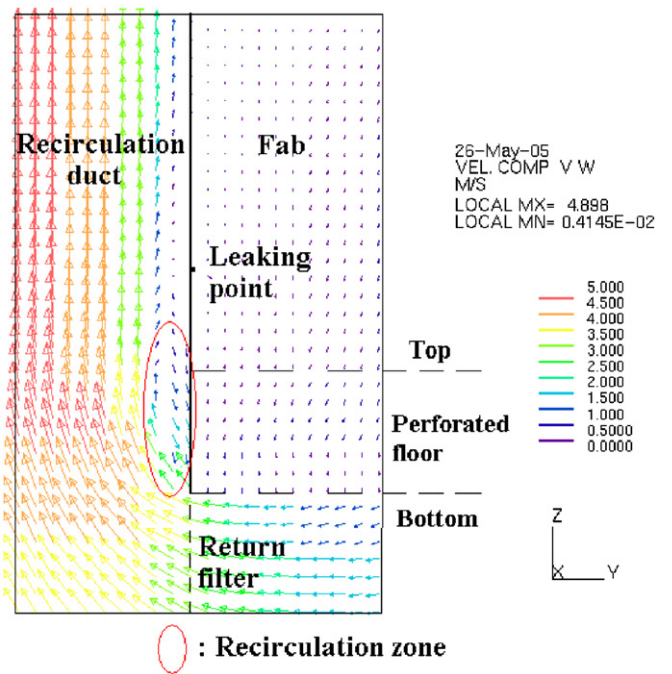 Recirculation
duct
Fab
Leaking
point
26-May-05
VEL. COMP V W
M/S
LOCAL MX= 4.898
LOCAL MN= 0.4145E-02
5.000
4.500
4.000
3.500
3.000
2.500
2.000
1.500
1.000
0.5000
0.0000
Top
Perforated
floor
Bottom
Return
filter
Z
X
Y
: Recirculation zone